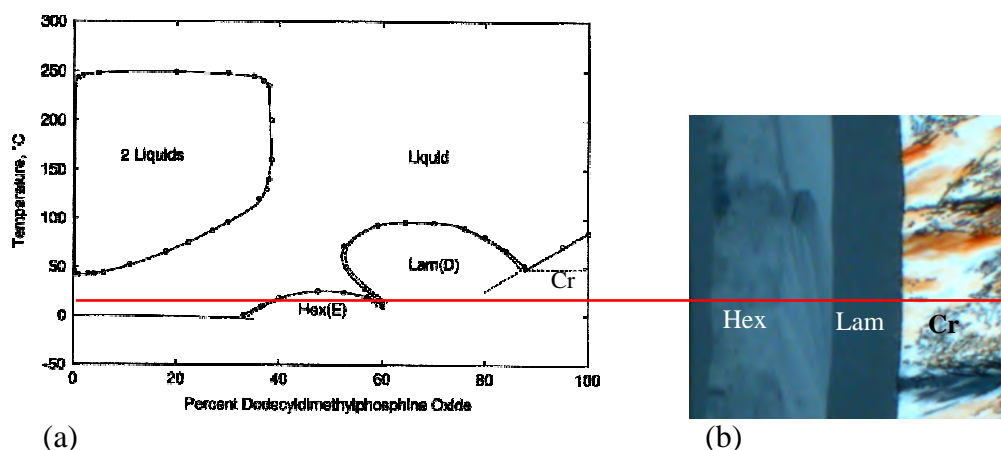 300
250
200
150
100
50
0
-50
Temperature, °C
2 Liquids
Liquid
Lam(D)
Cr
Hex(E)
0 20 40 60 80 100
Percent Dodecyldimethylphosphine Oxide
(a)
Hex Lam Cr
(b)